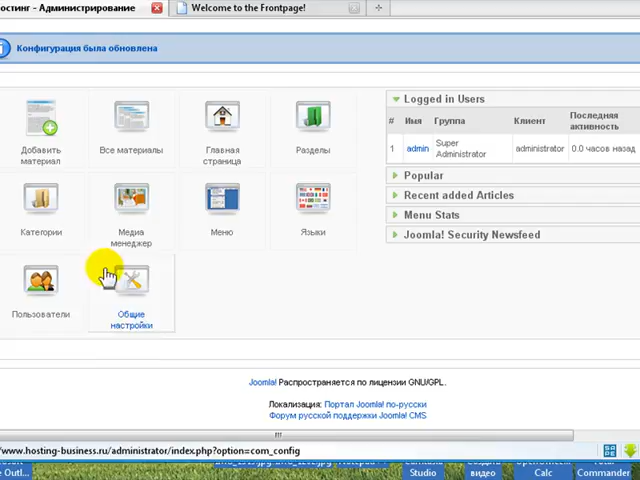 остинг - Администрирование
Welcome to the Frontpage!
Конфигурация была обновлена
Добавить материал
Все материалы
Главная страница
Разделы
Категории
Медиа менеджер
Меню
Языки
Пользователи
Общие настройки
Logged in Users
# Имя Группа Клиент Последняя активность
1 admin Super Administrator administrator 0.0 часов назад
Popular
Recent added Articles
Menu Stats
Joomla! Security Newsfeed
Joomla! Распространяется по лицензии GNU/GPL.
Локализация: Портал Joomla! по-русски
Форум русской поддержки Joomla! CMS
/www.hosting-business.ru/administrator/index.php?option=com_config
Outl...
Studio
видео
Calc
Commander